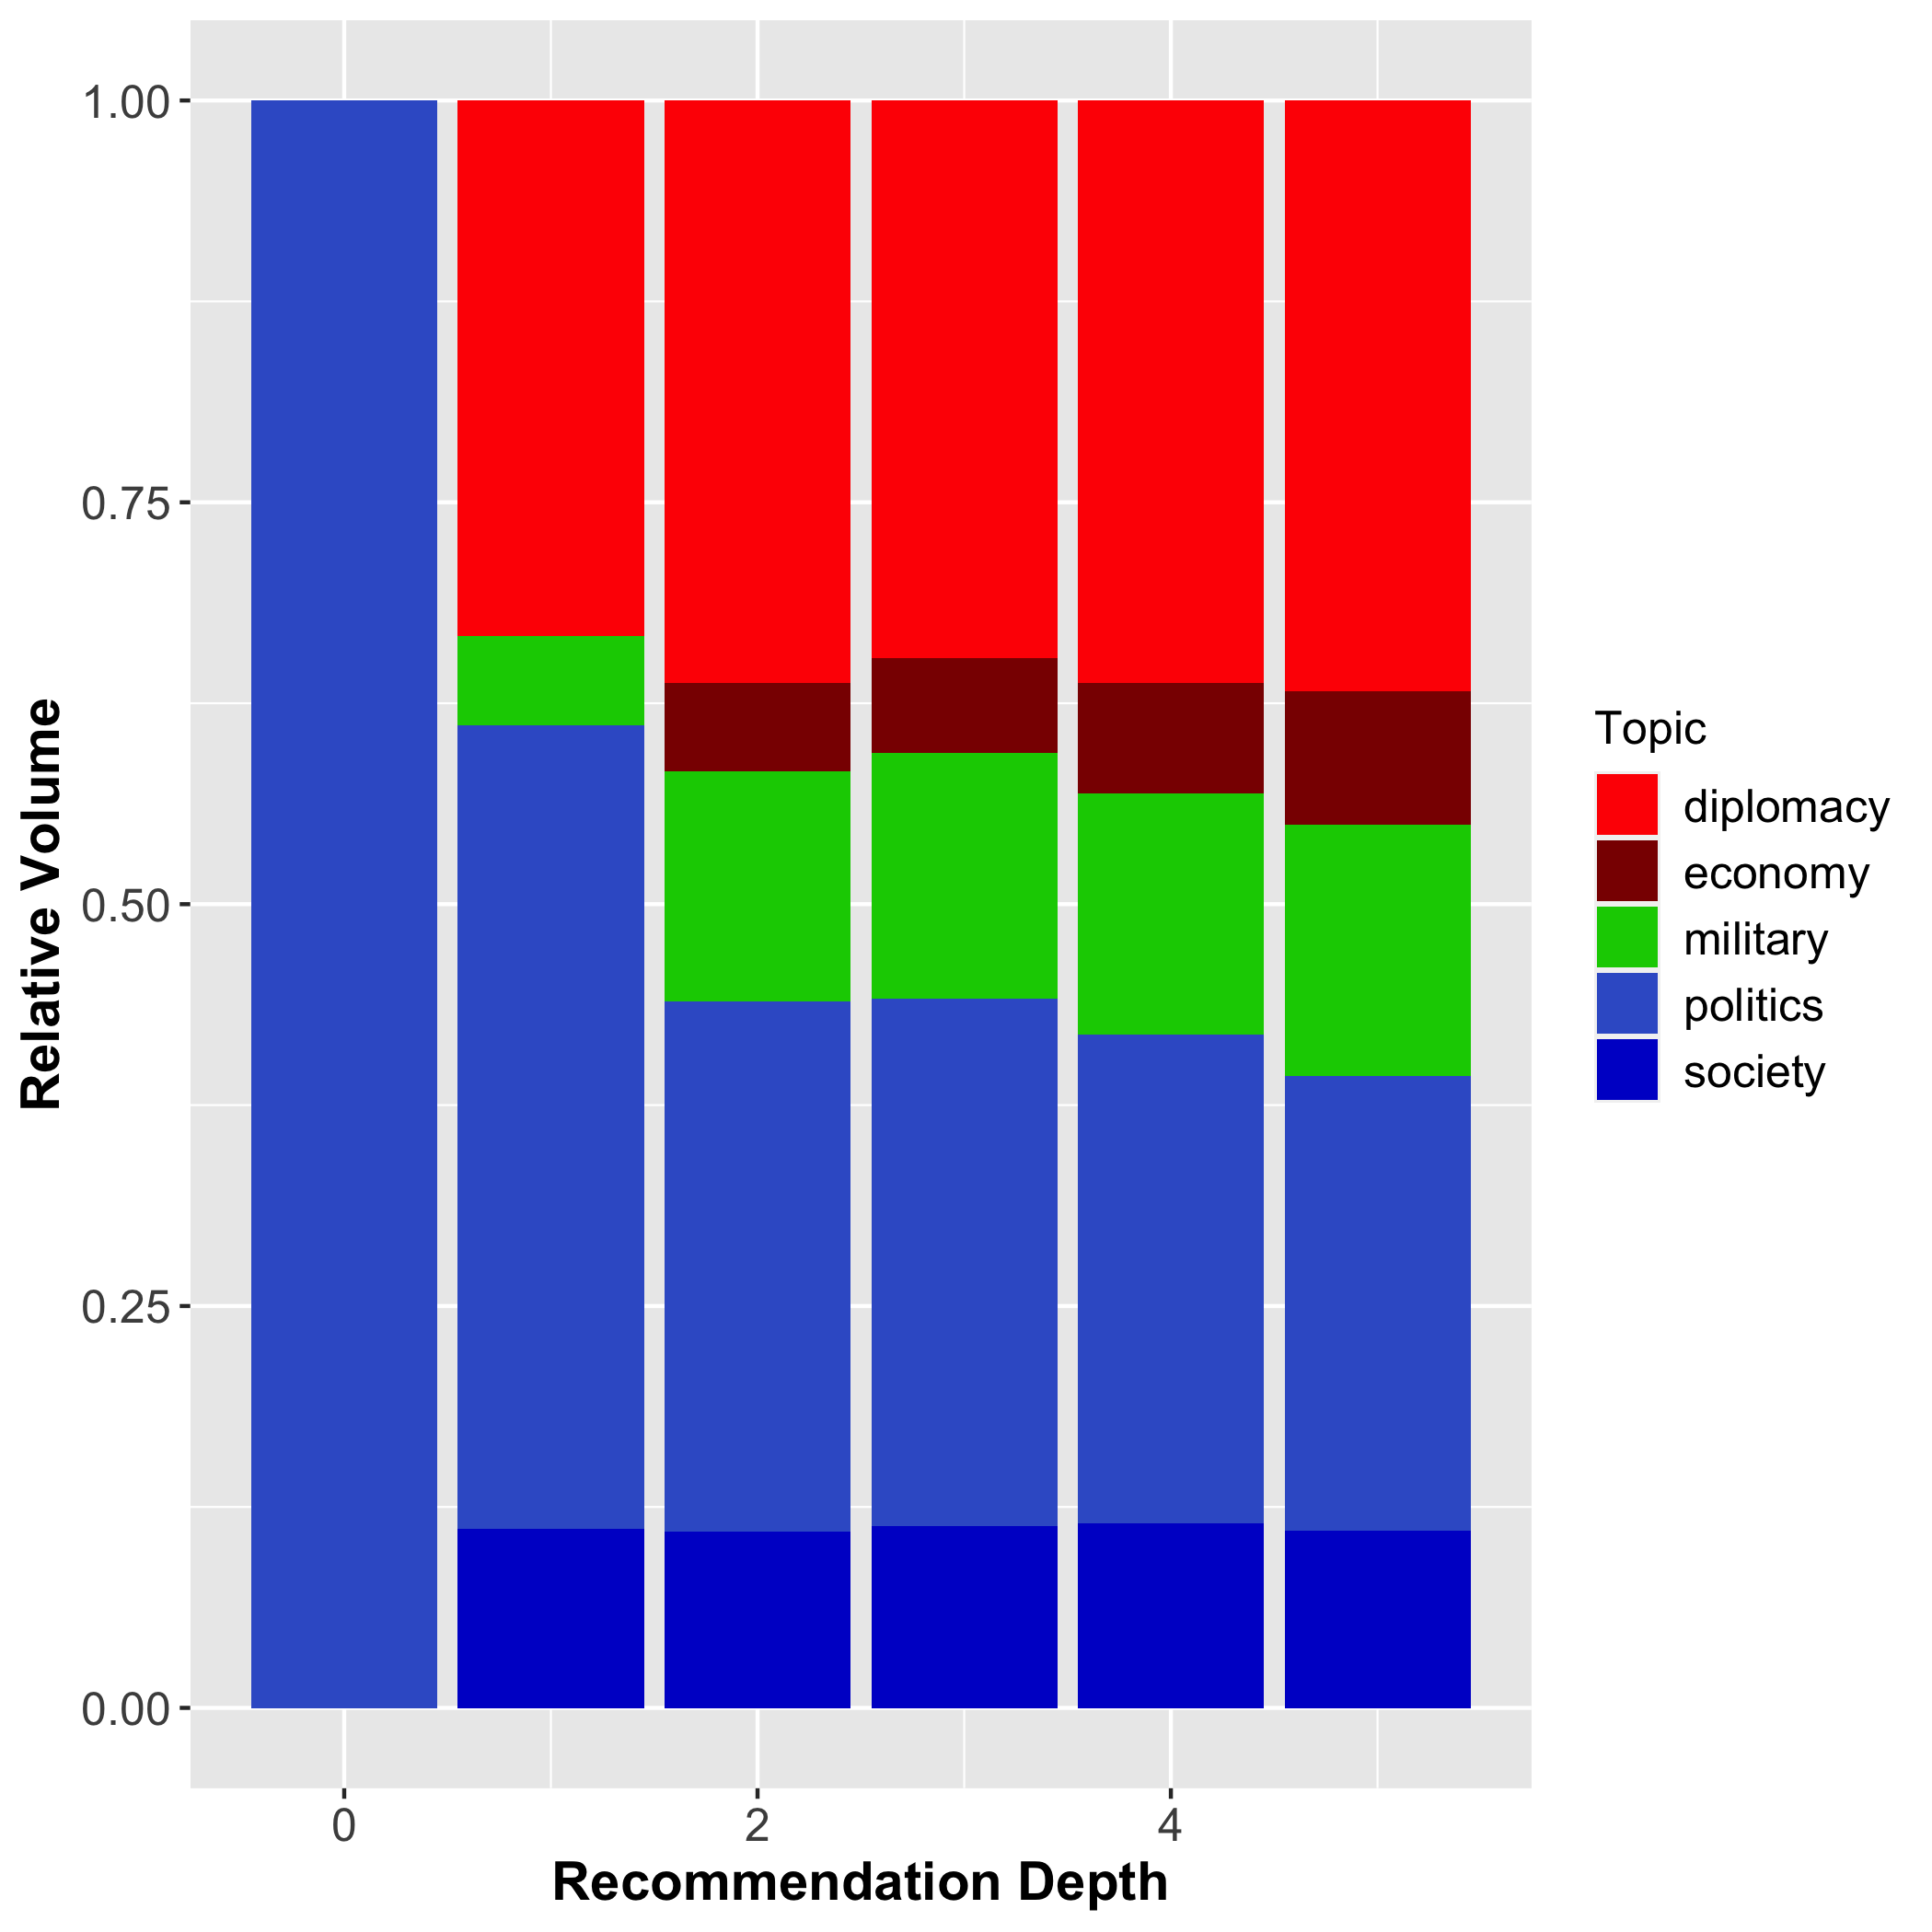 1.00
0.75
0.50
0.25
0.00
Relative Volume
0
2
4
Recommendation Depth
Topic
diplomacy
economy
military
politics
society